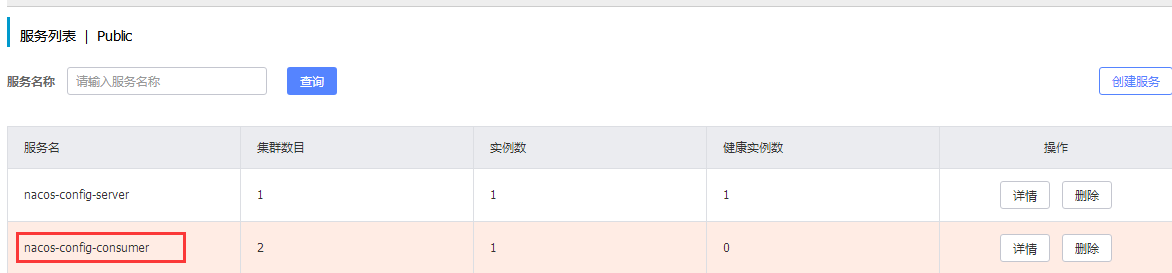 服务列表 | Public
服务名称 请输入服务名称 查询 创建服务
服务名 集群数目 实例数 健康实例数 操作
nacos-config-server 1 1 1 详情 删除
nacos-config-consumer 2 1 0 详情 删除